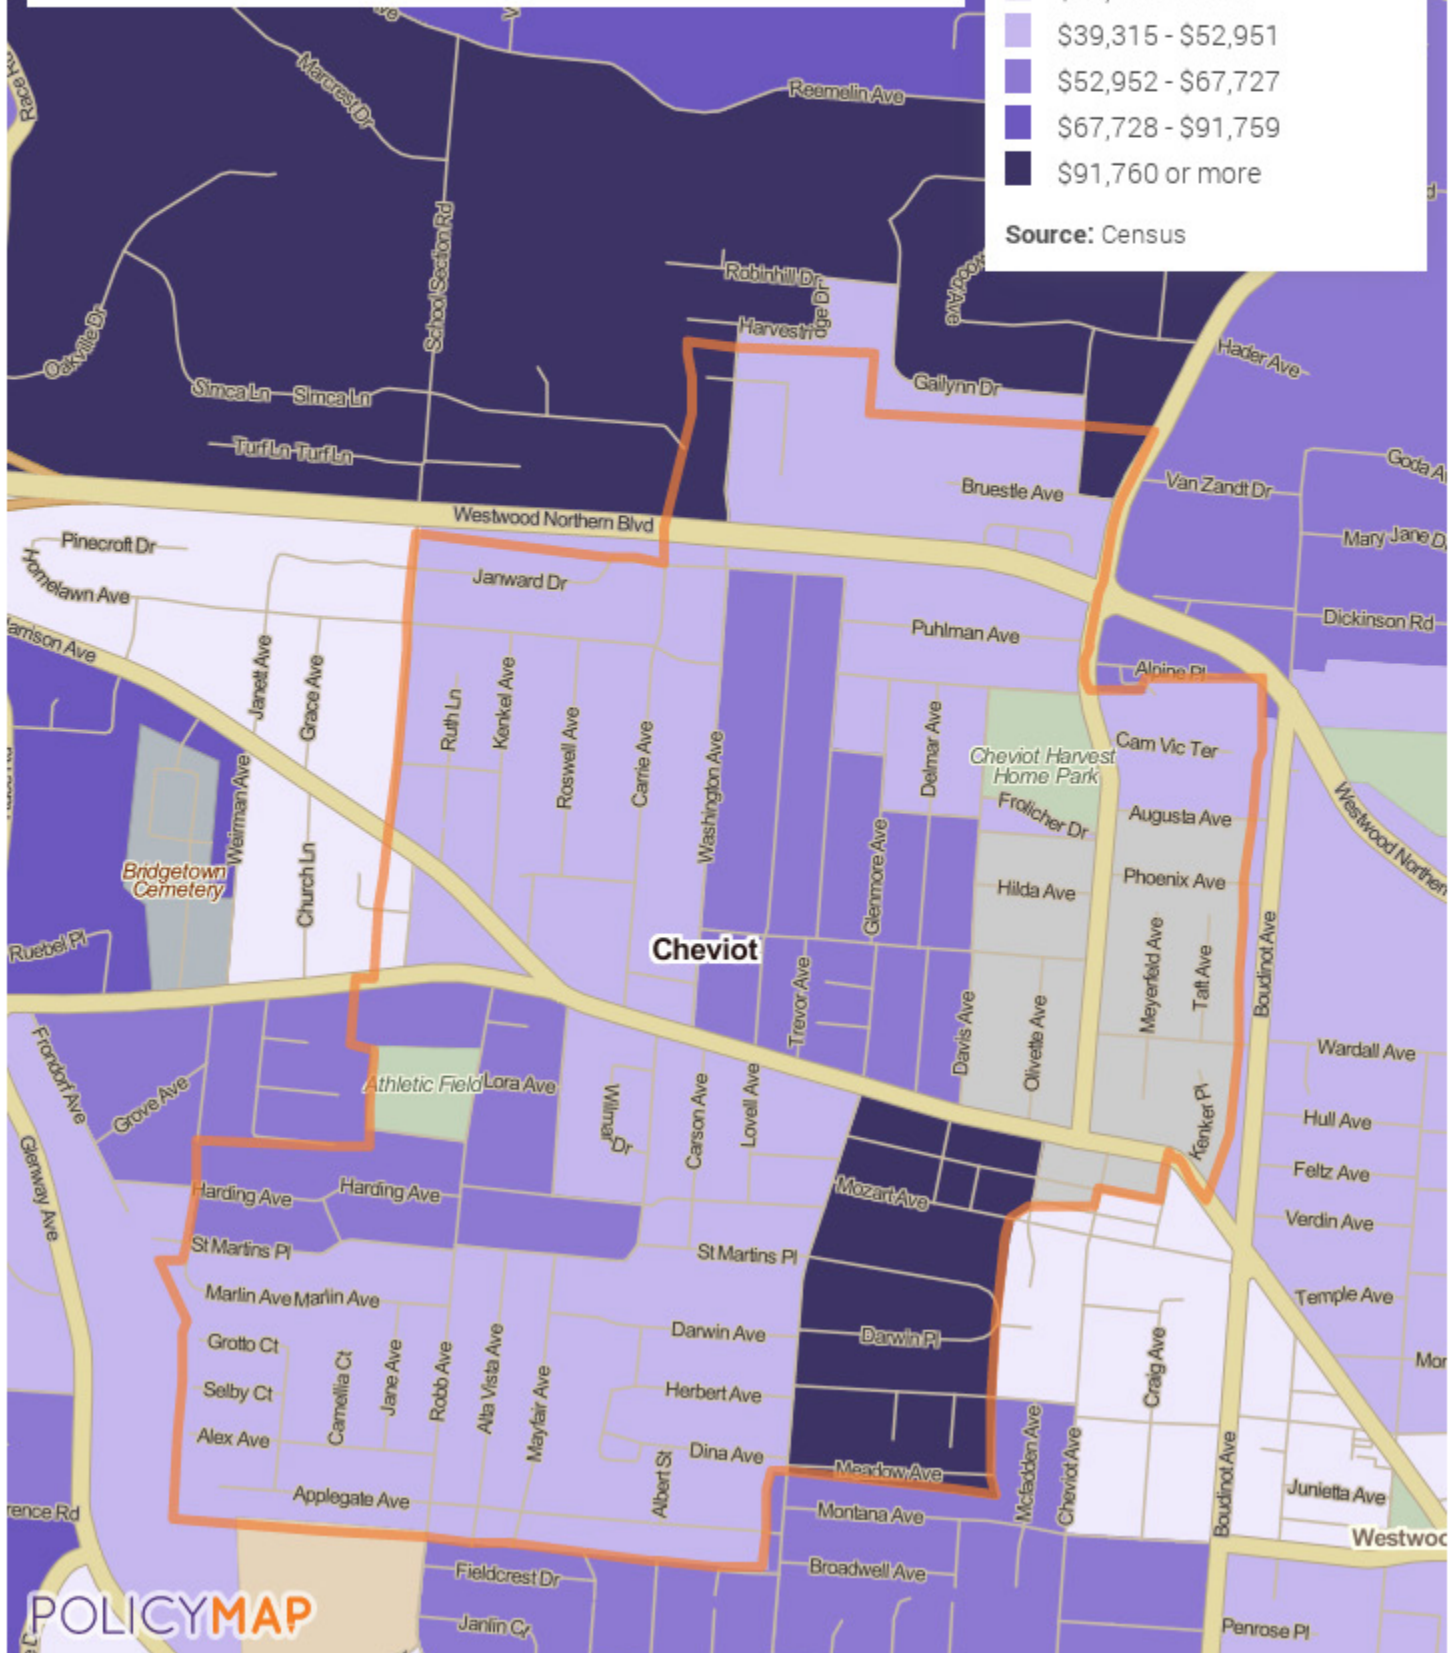 $39,315 - $52,951
$52,952 - $67,727
$67,728 - $91,759
$91,760 or more
Source: Census
Race Rd
Marcrest Dr
Reemelin Ave
School Section Rd
Robinhill Dr
Harvestridge Dr
Oakville Dr
Hader Ave
Gailynn Dr
Simca Ln
Simca Ln
Turf Ln
Turf Ln
Van Zandt Dr
Bruestle Ave
Westwood Northern Blvd
Pinecroft Dr
Homelawn Ave
Janward Dr
Mary Jane D
Dickinson Rd
Puhlman Ave
Alpine Pl
Janett Ave
Grace Ave
Ruth Ln
Kenkel Ave
Roswell Ave
Carrie Ave
Washington Ave
Delmar Ave
Cheviot Harvest
Home Park
Cam Vic Ter
Frolicher Dr
Augusta Ave
Westwood Northern
Weirman Ave
Bridgetown
Cemetery
Church Ln
Glenmore Ave
Hilda Ave
Phoenix Ave
Cheviot
Ruebel Pl
Trevor Ave
Davis Ave
Olivette Ave
Meyerfeld Ave
Taft Ave
Boudinot Ave
Frondorf Ave
Grove Ave
Athletic Field
Lora Ave
Wilmar Dr
Carson Ave
Lovell Ave
Kenker Pl
Wardall Ave
Hull Ave
Feltz Ave
Verdin Ave
Glenway Ave
Harding Ave
Harding Ave
Mozart Ave
St Martins Pl
St Martins Pl
Marlin Ave
Marlin Ave
Temple Ave
Grotto Ct
Darwin Ave
Darwin Pl
Selby Ct
Camellia Ct
Jane Ave
Robb Ave
Alta Vista Ave
Mayfair Ave
Herbert Ave
Craig Ave
Alex Ave
Dina Ave
Albert St
Meadow Ave
Mcfadden Ave
Cheviot Ave
Boudinot Ave
Applegate Ave
Montana Ave
Junietta Ave
rence Rd
Westwoo
Fieldcrest Dr
Broadwell Ave
POLICYMAP
Janlin Ct
Penrose Pl